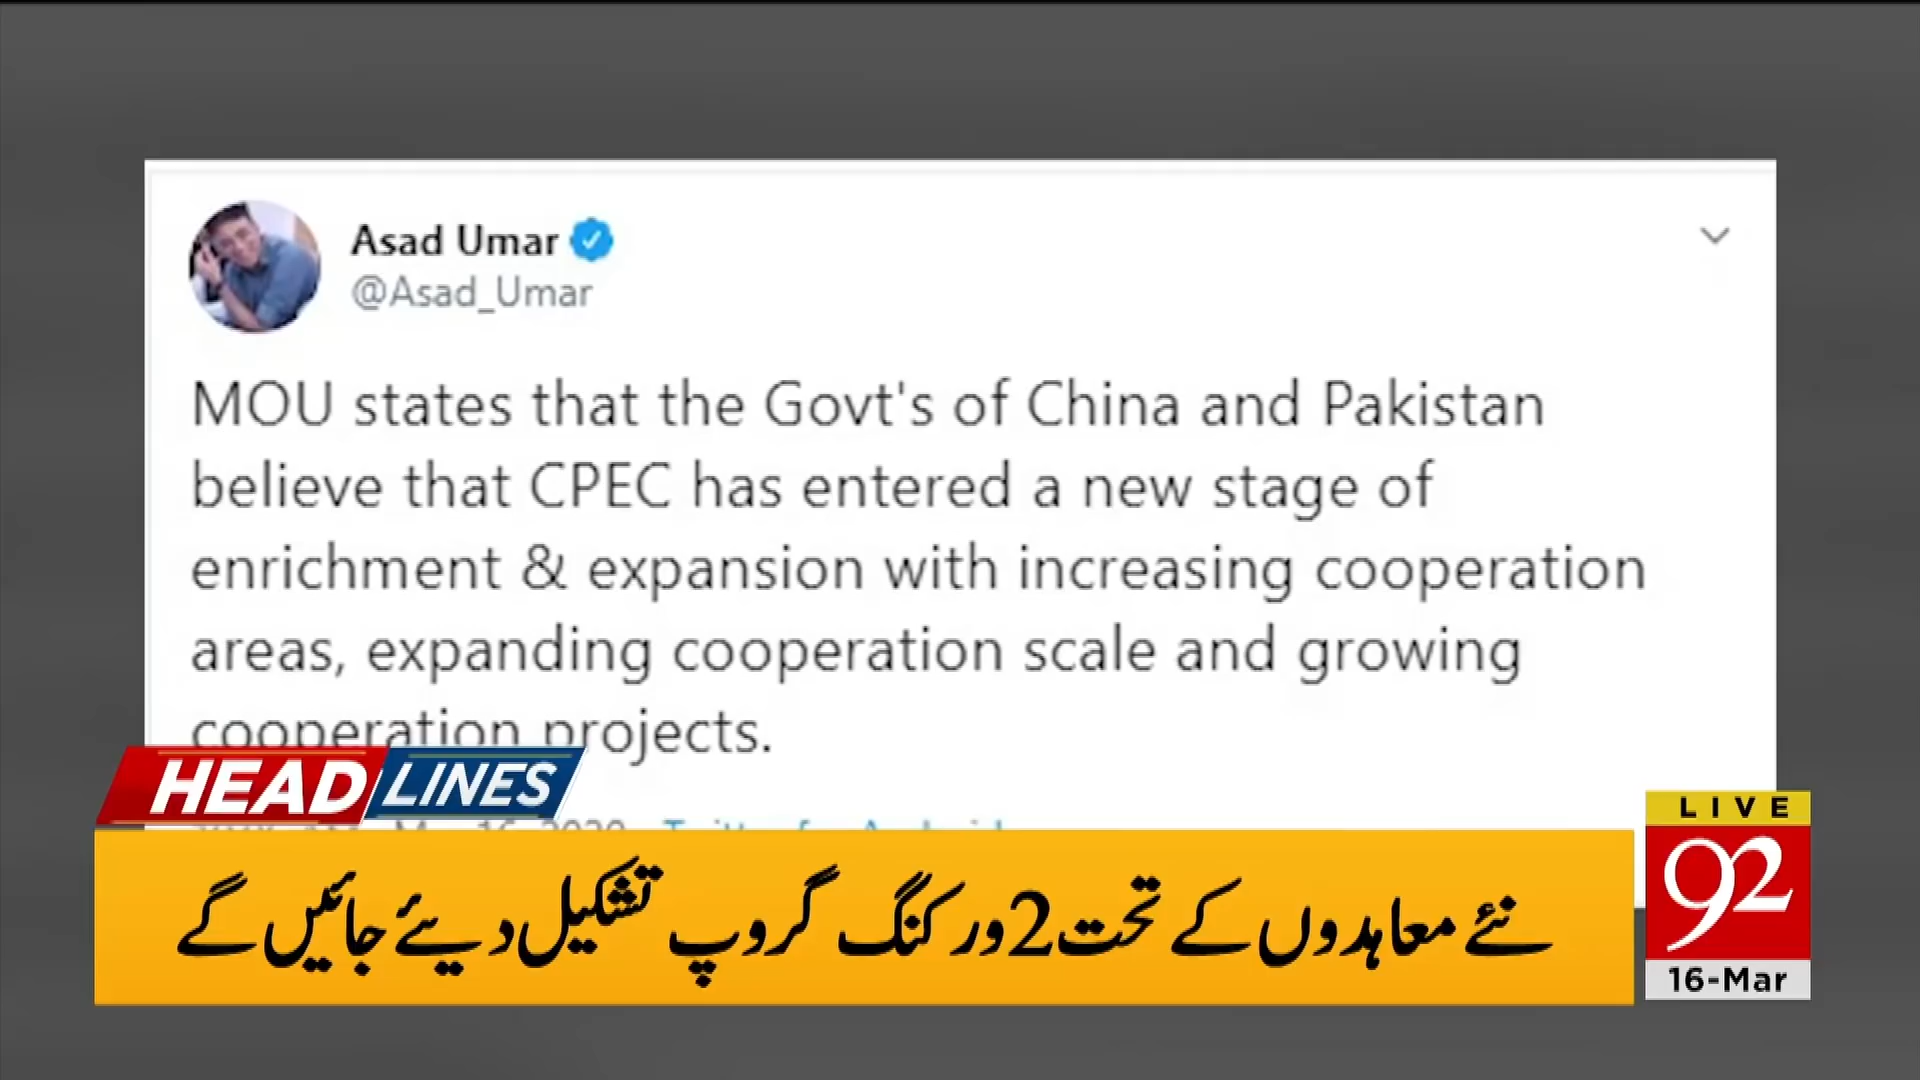 Asad Umar
@Asad_Umar
MOU states that the Govt's of China and Pakistan
believe that CPEC has entered a new stage of
enrichment & expansion with increasing cooperation
areas, expanding cooperation scale and growing
cooperation projects.
HEADLINES
نئے معاہدوں کے تحت 2 ورکنگ گروپ تشکیل دیئے جائیں گے
LIVE
92
16-Mar